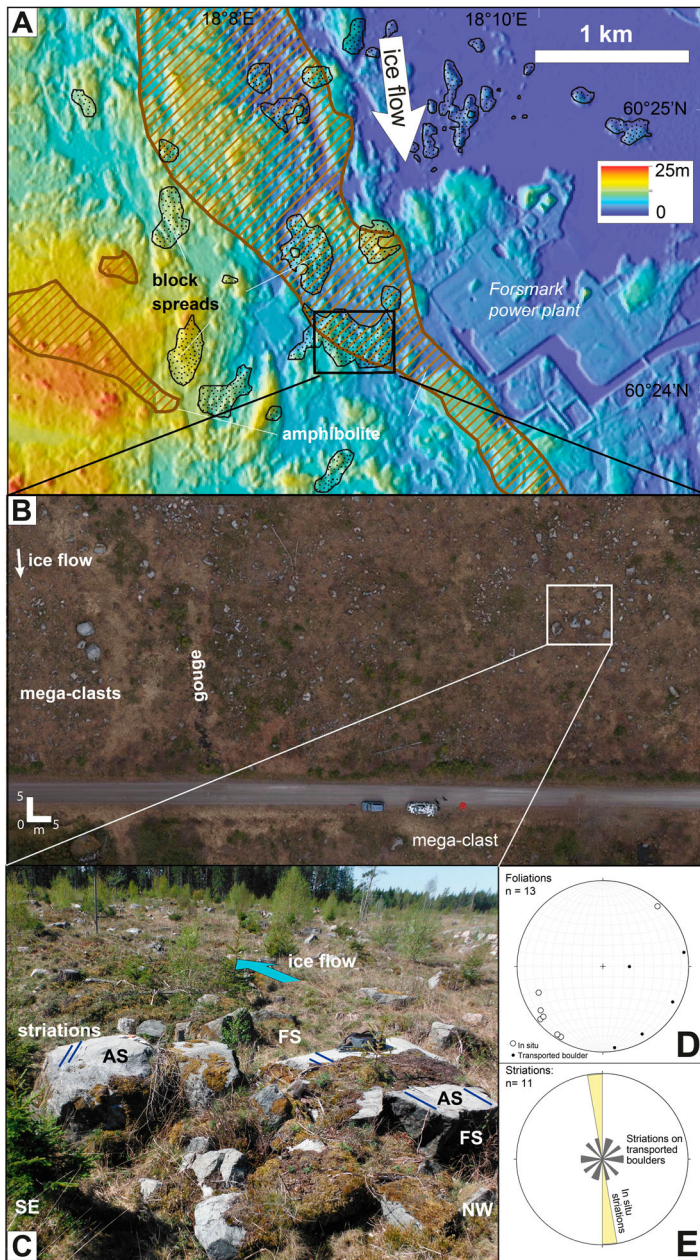 A
18°8'E
18°10'E
1 km
ice flow
60°25'N
25m
0
block
spreads
Forsmark
power plant
60°24'N
amphibolite
B
ice flow
mega-clasts
gouge
5
0
m
5
mega-clast
C
ice flow
striations
FS
AS
AS
FS
SE
NW
Foliations
n = 13
In situ
Transported boulder
D
Striations:
n= 11
Striations on
transported
boulders
In situ
striations
E